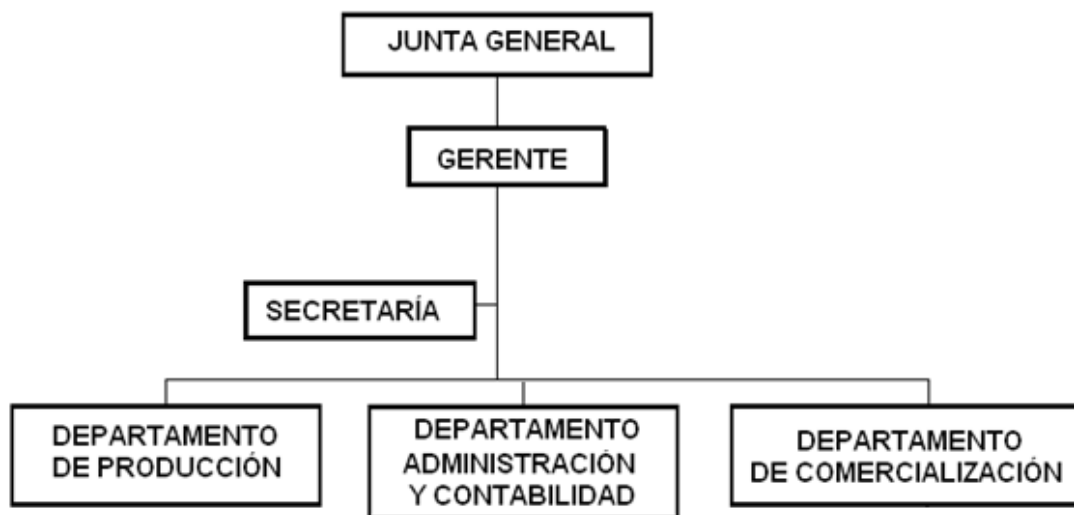 JUNTA GENERAL
GERENTE
SECRETARÍA
DEPARTAMENTO
DE PRODUCCIÓN
DEPARTAMENTO
ADMINISTRACIÓN
Y CONTABILIDAD
DEPARTAMENTO
DE COMERCIALIZACIÓN